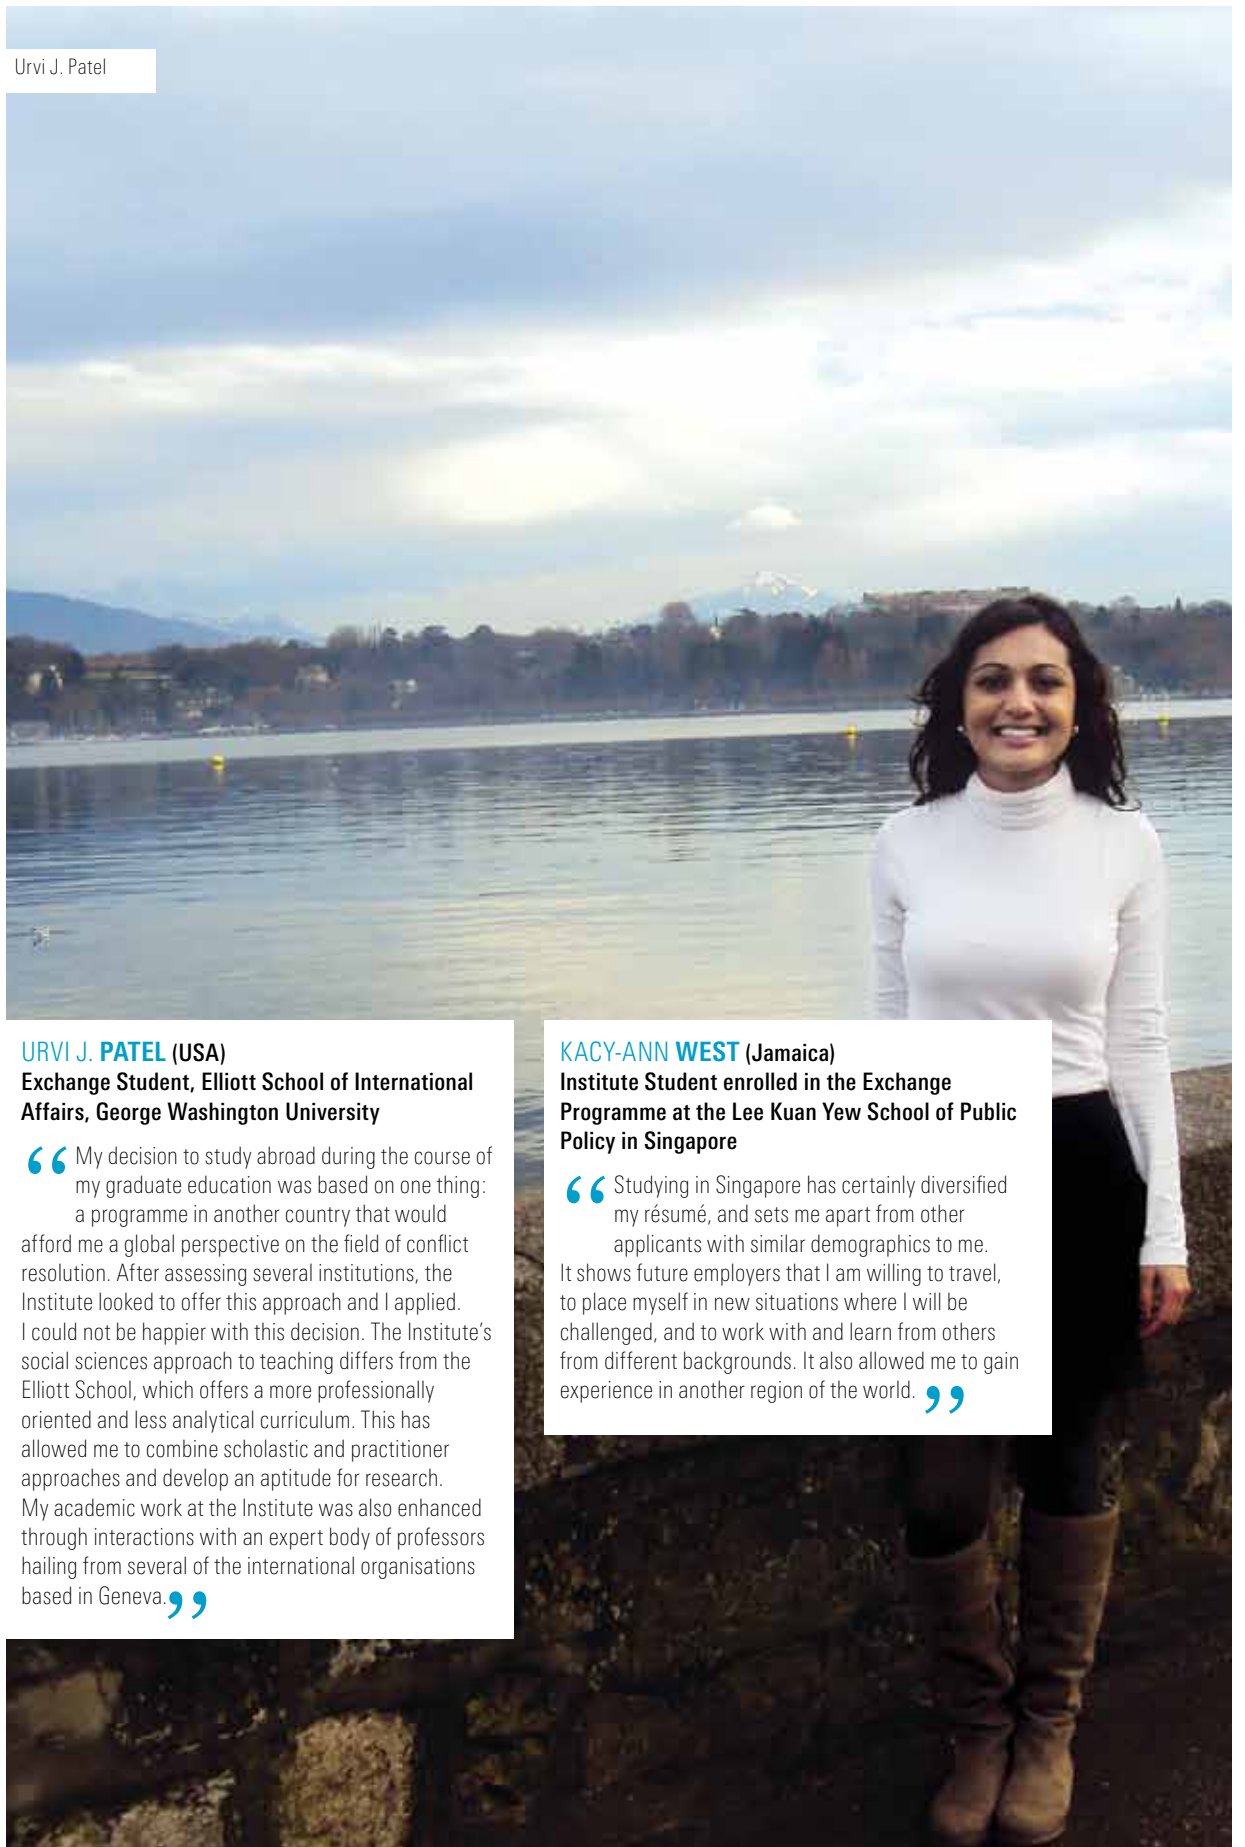 Urvi J. Patel
URVI J. PATEL (USA)
Exchange Student, Elliott School of International
Affairs, George Washington University
“ My decision to study abroad during the course of
my graduate education was based on one thing:
a programme in another country that would
afford me a global perspective on the field of conflict
resolution. After assessing several institutions, the
Institute looked to offer this approach and I applied.
I could not be happier with this decision. The Institute’s
social sciences approach to teaching differs from the
Elliott School, which offers a more professionally
oriented and less analytical curriculum. This has
allowed me to combine scholastic and practitioner
approaches and develop an aptitude for research.
My academic work at the Institute was also enhanced
through interactions with an expert body of professors
hailing from several of the international organisations
based in Geneva.”
KACY-ANN WEST (Jamaica)
Institute Student enrolled in the Exchange
Programme at the Lee Kuan Yew School of Public
Policy in Singapore
“ Studying in Singapore has certainly diversified
my résumé, and sets me apart from other
applicants with similar demographics to me.
It shows future employers that I am willing to travel,
to place myself in new situations where I will be
challenged, and to work with and learn from others
from different backgrounds. It also allowed me to gain
experience in another region of the world. ”